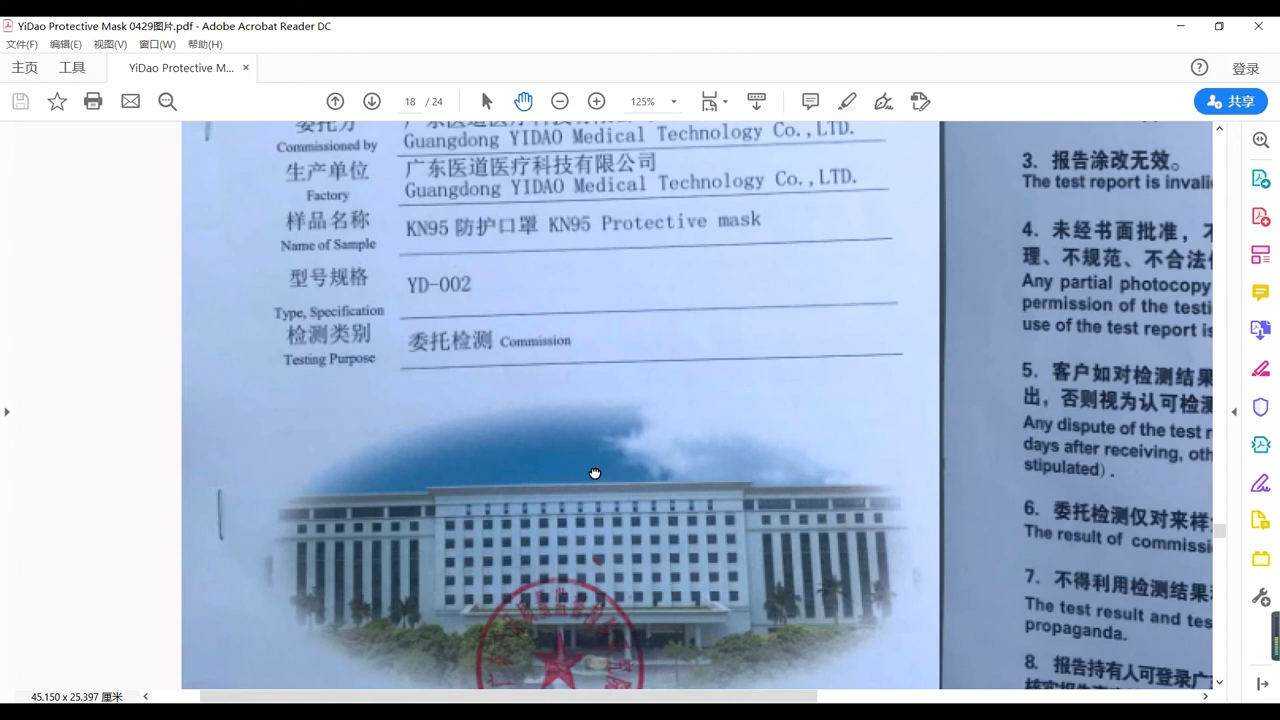 YiDao Protective Mask 0429图片.pdf - Adobe Acrobat Reader DC
文件(F) 编辑(E) 视图(V) 窗口(W) 帮助(H)
主页 工具 YiDao Protective M... × 登录
18 / 24 125% 共享
委托方
Commissioned by
Guangdong YIDAO Medical Technology Co.,LTD.
生产单位
Factory
广东医道医疗科技有限公司
Guangdong YIDAO Medical Technology Co.,LTD.
样品名称
Name of Sample
KN95 防护口罩 KN95 Protective mask
型号规格
Type, Specification
YD-002
检测类别
Testing Purpose
委托检测 Commission
3. 报告涂改无效。
The test report is invali
4. 未经书面批准，不
理、不规范、不合法使
Any partial photocopy
permission of the testi
use of the test report is
5. 客户如对检测结果
出，否则视为认可检测
Any dispute of the test r
days after receiving, oth
stipulated).
6. 委托检测仅对来样
The result of commissi
7. 不得利用检测结果
The test result and tes
propaganda.
8. 报告持有人可登录广
45.150 x 25.397 厘米